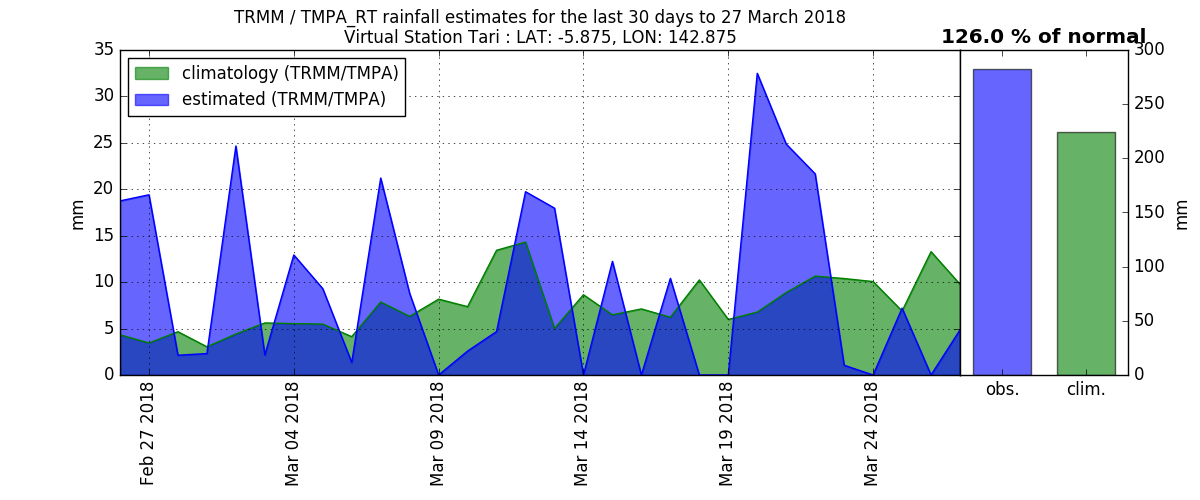 TRMM / TMPA_RT rainfall estimates for the last 30 days to 27 March 2018
Virtual Station Tari : LAT: -5.875, LON: 142.875
126.0 % of normal
climatology (TRMM/TMPA)
estimated (TRMM/TMPA)
35
30
25
20
15
10
5
0
mm
Feb 27 2018
Mar 04 2018
Mar 09 2018
Mar 14 2018
Mar 19 2018
Mar 24 2018
300
250
200
150
100
50
0
mm
obs.
clim.